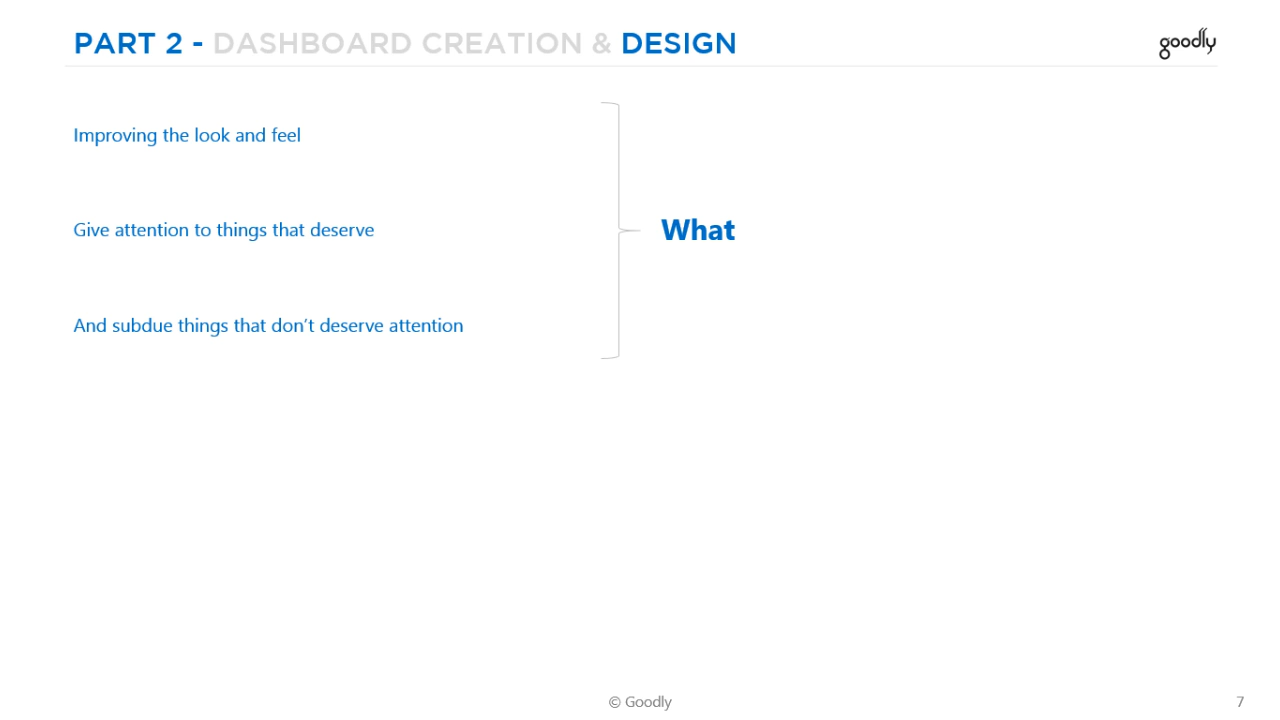 PART 2 - DASHBOARD CREATION & DESIGN
goodly
Improving the look and feel
Give attention to things that deserve
What
And subdue things that don’t deserve attention
© Goodly
7